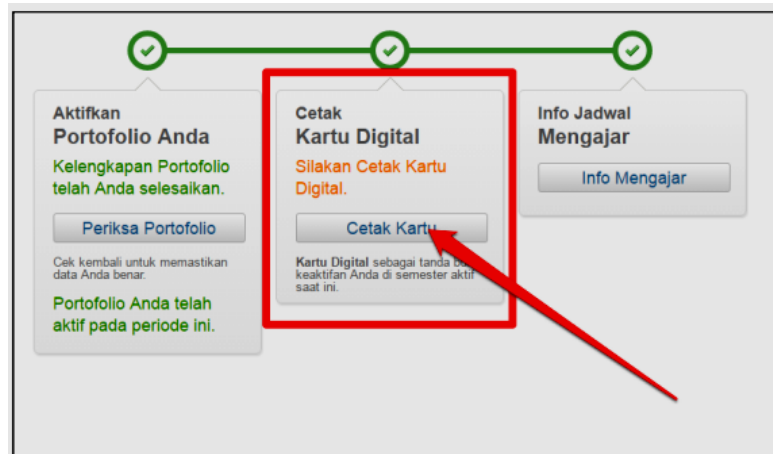 Aktifkan
Portofolio Anda
Kelengkapan Portofolio
telah Anda selesaikan.
Periksa Portofolio
Cek kembali untuk memastikan
data Anda benar.
Portofolio Anda telah
aktif pada periode ini.
Cetak
Kartu Digital
Silakan Cetak Kartu
Digital.
Cetak Kartu
Kartu Digital sebagai tanda
keaktifan Anda di semester aktif
saat ini.
Info Jadwal
Mengajar
Info Mengajar